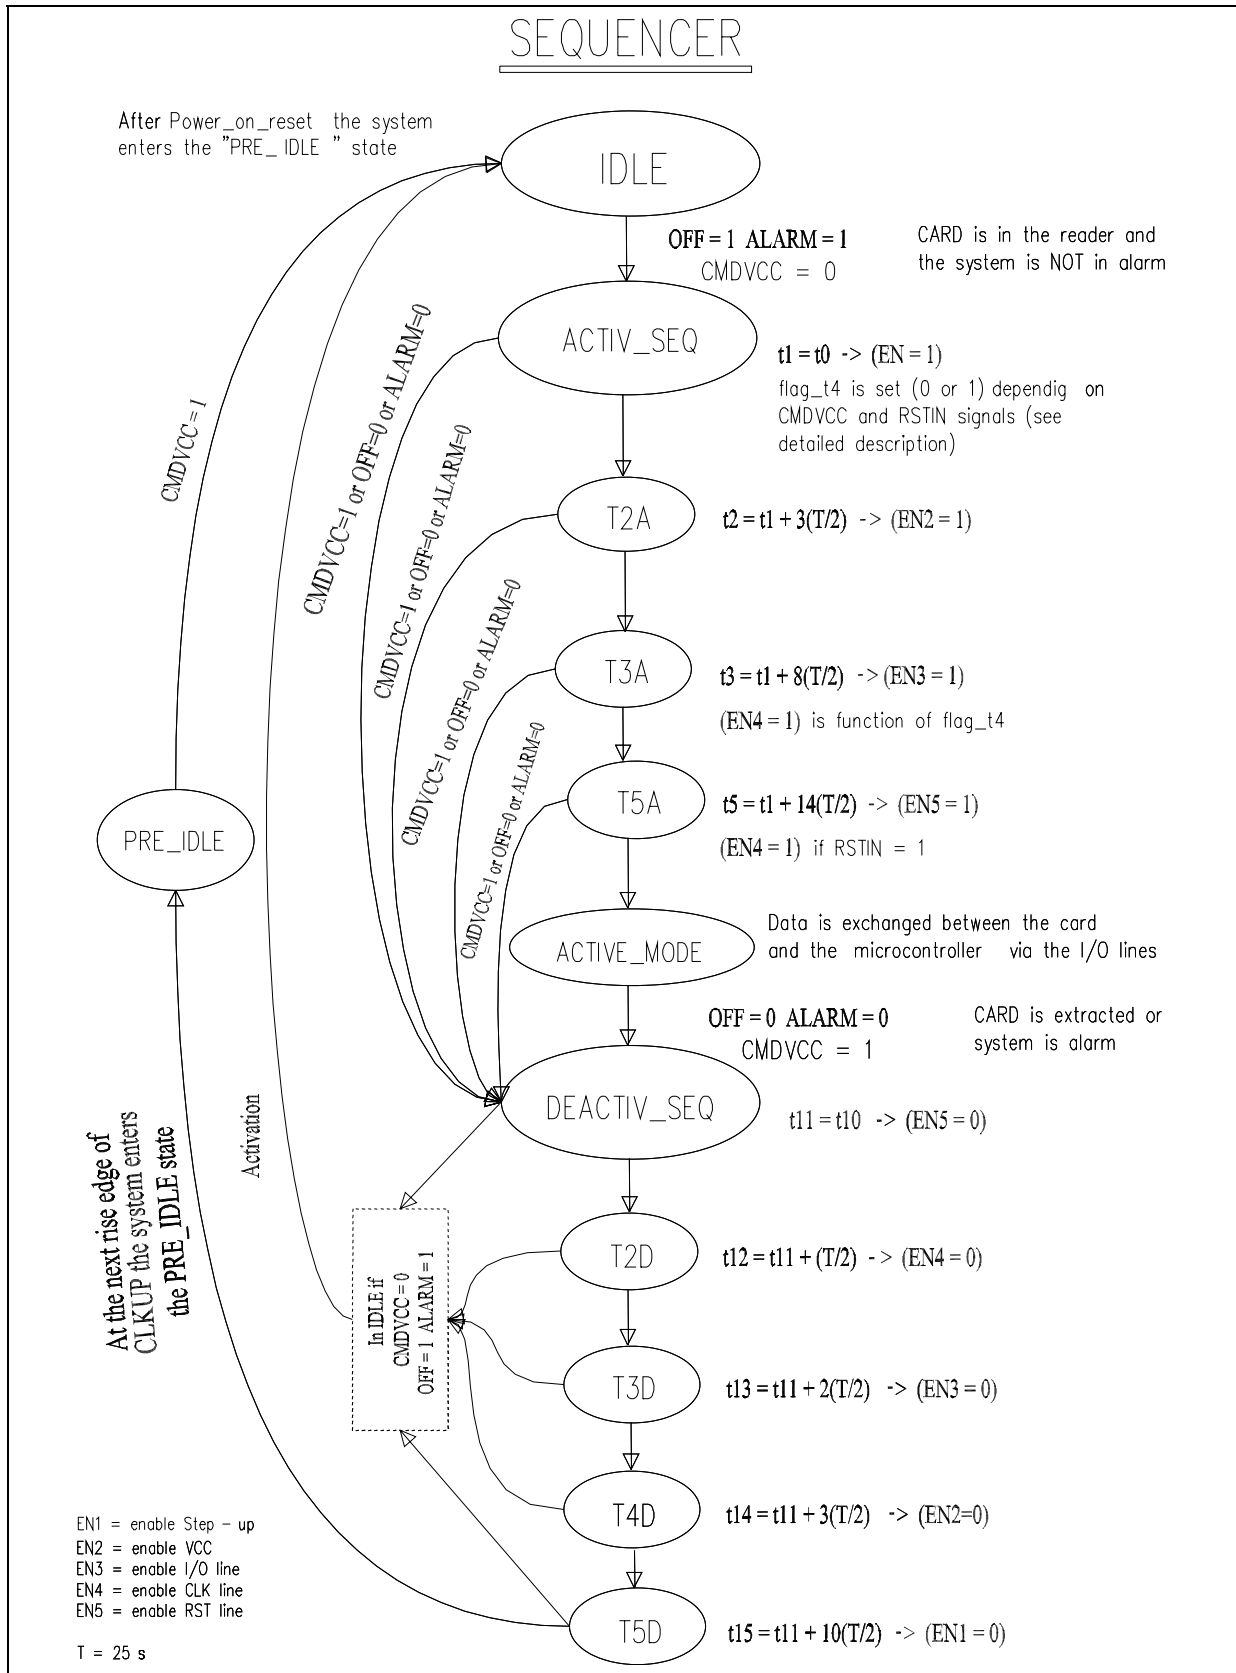 SEQUENCER
After Power_on_reset the system
enters the "PRE_ IDLE " state
IDLE
OFF = 1 ALARM = 1
CMDVCC = 0
CARD is in the reader and
the system is NOT in alarm
ACTIV_SEQ
t1 = t0 -> (EN = 1)
flag_t4 is set (0 or 1) dependig on
CMDVCC and RSTIN signals (see
detailed description)
CMDVCC=1
CMDVCC=1 or OFF=0 or ALARM=0
CMDVCC=1 or OFF=0 or ALARM=0
CMDVCC=1 or OFF=0 or ALARM=0
CMDVCC=1 or OFF=0 or ALARM=0
T2A
t2 = t1 + 3(T/2) -> (EN2 = 1)
T3A
t3 = t1 + 8(T/2) -> (EN3 = 1)
(EN4 = 1) is function of flag_t4
T5A
t5 = t1 + 14(T/2) -> (EN5 = 1)
(EN4 = 1) if RSTIN = 1
PRE_IDLE
ACTIVE_MODE
Data is exchanged between the card
and the microcontroller via the I/O lines
OFF = 0 ALARM = 0
CMDVCC = 1
CARD is extracted or
system is alarm
DEACTIV_SEQ
t11 = t10 -> (EN5 = 0)
Activation
At the next rise edge of
CLKUP the system enters
the PRE_IDLE state
In IDLE if
CMDVCC = 0
OFF = 1 ALARM = 1
T2D
t12 = t11 + (T/2) -> (EN4 = 0)
T3D
t13 = t11 + 2(T/2) -> (EN3 = 0)
T4D
t14 = t11 + 3(T/2) -> (EN2=0)
T5D
t15 = t11 + 10(T/2) -> (EN1 = 0)
EN1 = enable Step - up
EN2 = enable VCC
EN3 = enable I/O line
EN4 = enable CLK line
EN5 = enable RST line
T = 25 s